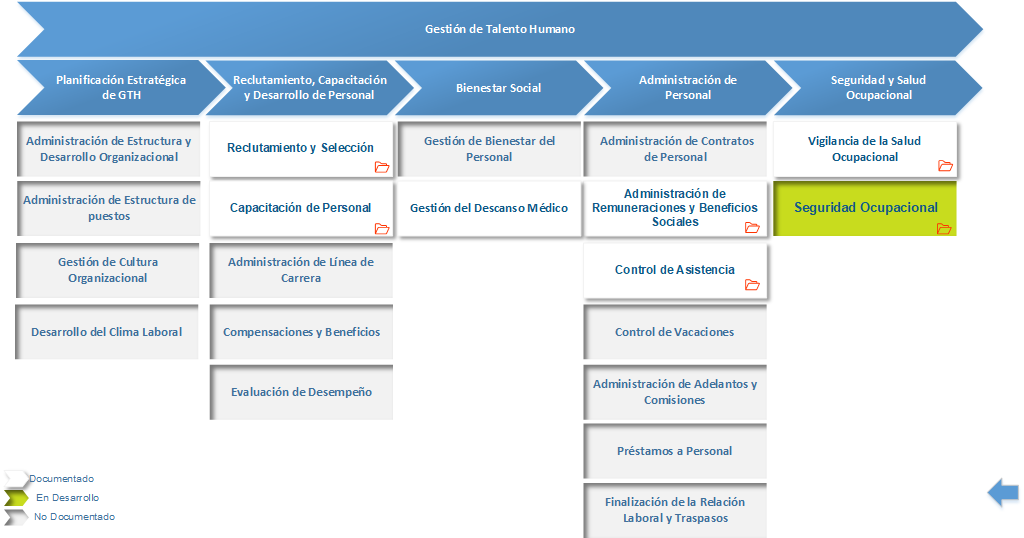 Gestión de Talento Humano
Planificación Estratégica
de GTH
Reclutamiento, Capacitación
y Desarrollo de Personal
Bienestar Social
Administración de
Personal
Seguridad y Salud
Ocupacional
Administración de Estructura y
Desarrollo Organizacional
Administración de Estructura de
puestos
Gestión de Cultura
Organizacional
Desarrollo del Clima Laboral
Reclutamiento y Selección
Capacitación de Personal
Administración de Línea de
Carrera
Compensaciones y Beneficios
Evaluación de Desempeño
Gestión de Bienestar del
Personal
Gestión del Descanso Médico
Administración de Contratos
de Personal
Administración de
Remuneraciones y Beneficios
Sociales
Control de Asistencia
Control de Vacaciones
Administración de Adelantos y
Comisiones
Préstamos a Personal
Finalización de la Relación
Laboral y Traspasos
Vigilancia de la Salud
Ocupacional
Seguridad Ocupacional
Documentado
En Desarrollo
No Documentado